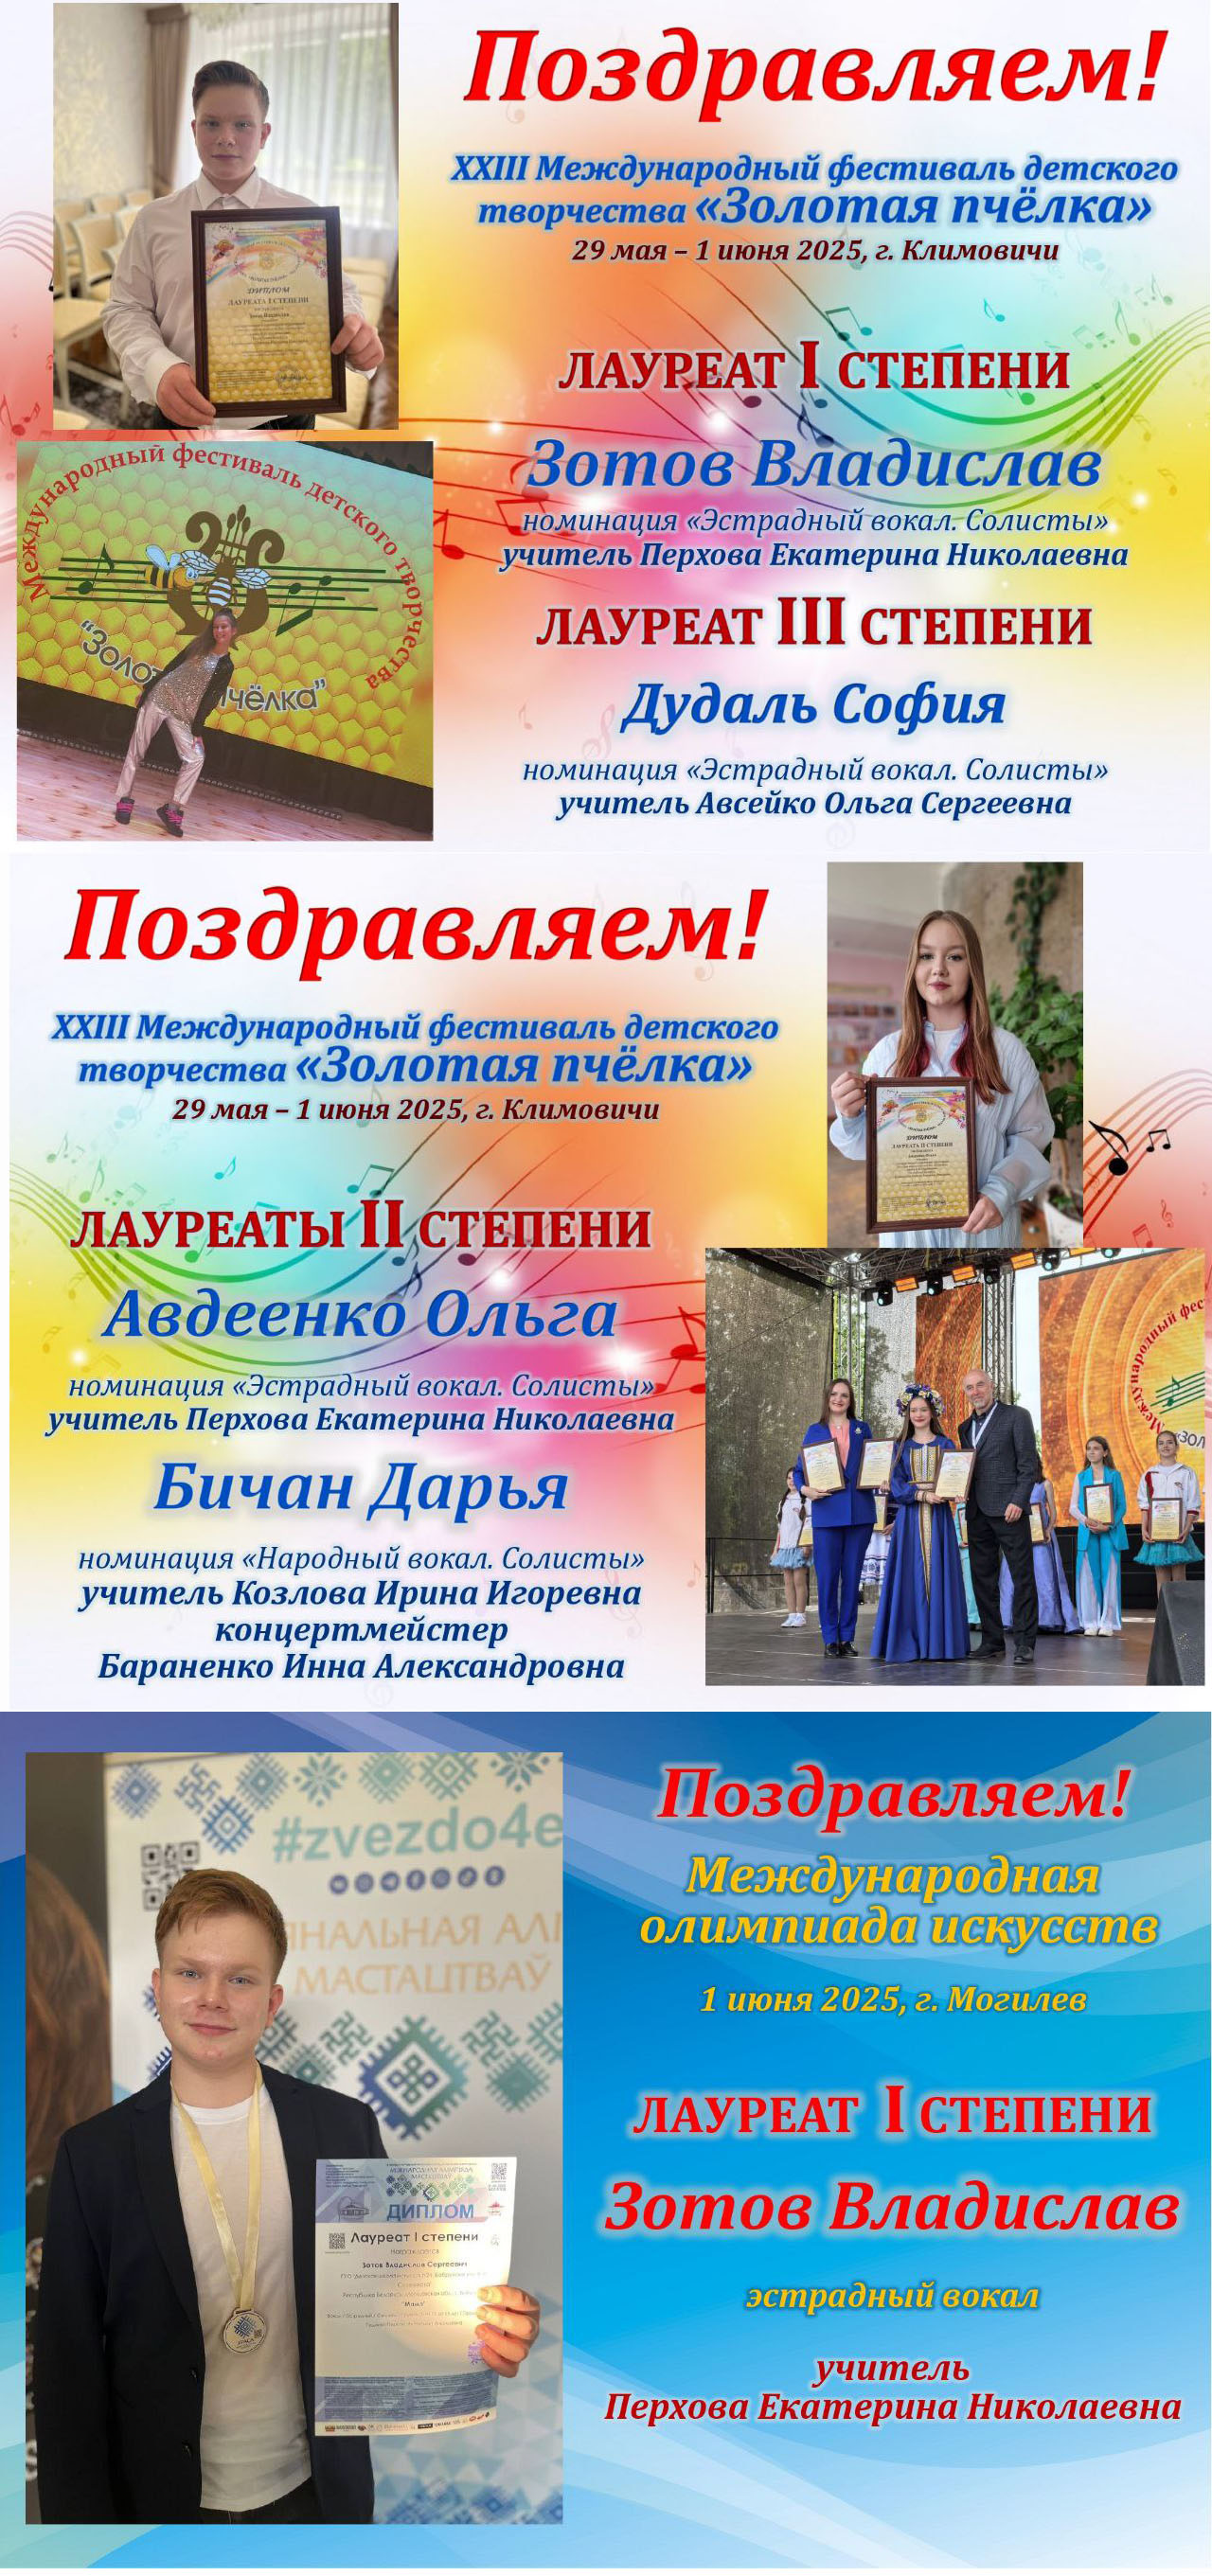 Поздравляем!
XXIII Международный фестиваль детского
творчества «Золотая пчёлка»
29 мая – 1 июня 2025, г. Климовичи
ДИПЛОМ
ЛАУРЕАТА I СТЕПЕНИ
ЛАУРЕАТ I СТЕПЕНИ
Зотов Владислав
номинация «Эстрадный вокал. Солисты»
учитель Перхова Екатерина Николаевна
Международный фестиваль детского творчества
ЛАУРЕАТ III СТЕПЕНИ
Дудаль София
номинация «Эстрадный вокал. Солисты»
учитель Авсейко Ольга Сергеевна
Поздравляем!
XXIII Международный фестиваль детского
творчества «Золотая пчёлка»
29 мая – 1 июня 2025, г. Климовичи
ДИПЛОМ
ЛАУРЕАТА II СТЕПЕНИ
ЛАУРЕАТЫ II СТЕПЕНИ
Авдеенко Ольга
номинация «Эстрадный вокал. Солисты»
учитель Перхова Екатерина Николаевна
Международный фес
Бичан Дарья
номинация «Народный вокал. Солисты»
учитель Козлова Ирина Игоревна
концертмейстер
Бараненко Инна Александровна
#zvezdo4e
МАСТАЦТВАЎ
ДИПЛОМ
Лауреат I степени
Награждается
Зотов Владислав Сергеевич
Поздравляем!
Международная
олимпиада искусств
1 июня 2025, г. Могилев
ЛАУРЕАТ I СТЕПЕНИ
Зотов Владислав
эстрадный вокал
учитель
Перхова Екатерина Николаевна